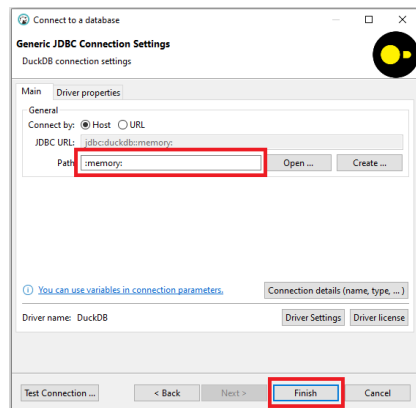 Connect to a database
Generic JDBC Connection Settings
DuckDB connection settings
Main Driver properties
General
Connect by: Host URL
JDBC URL: jdbc:duckdb::memory:
Path :memory: Open ... Create ...
You can use variables in connection parameters. Connection details (name, type, ... )
Driver name: DuckDB Driver Settings Driver license
Test Connection ... < Back Next > Finish Cancel